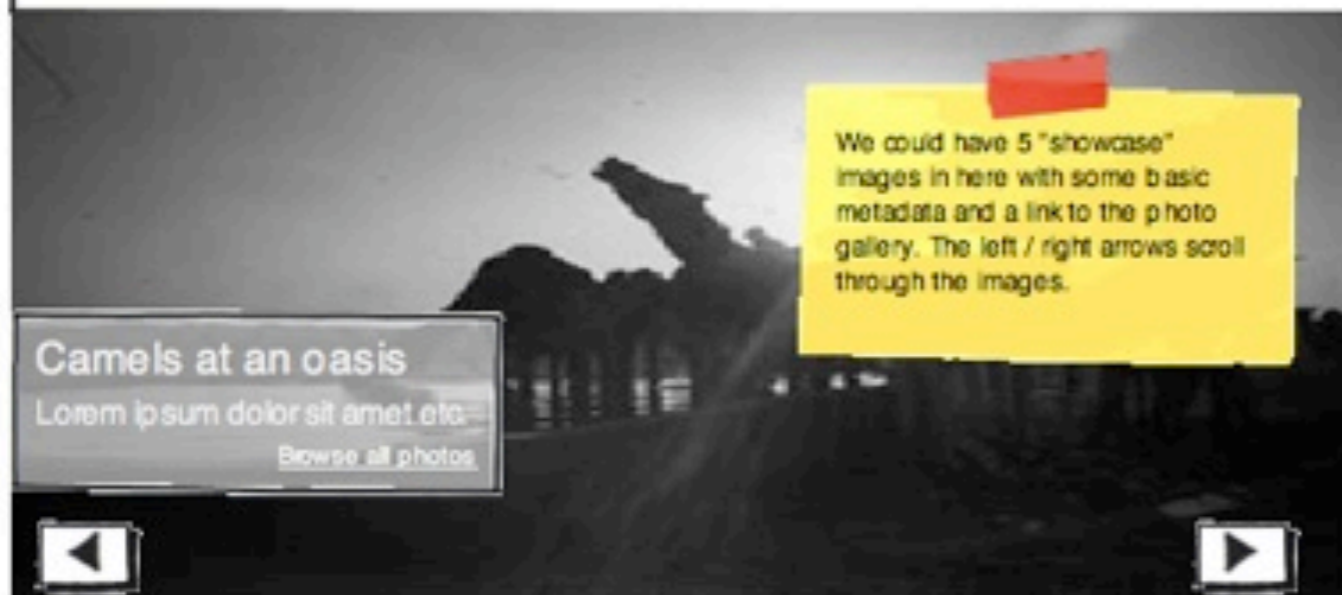 We could have 5 "showcase"
images in here with some basic
metadata and a link to the photo
gallery. The left / right arrows scroll
through the images.
Camels at an oasis
Lorem ipsum dolor sit amet etc.
Browse all photos